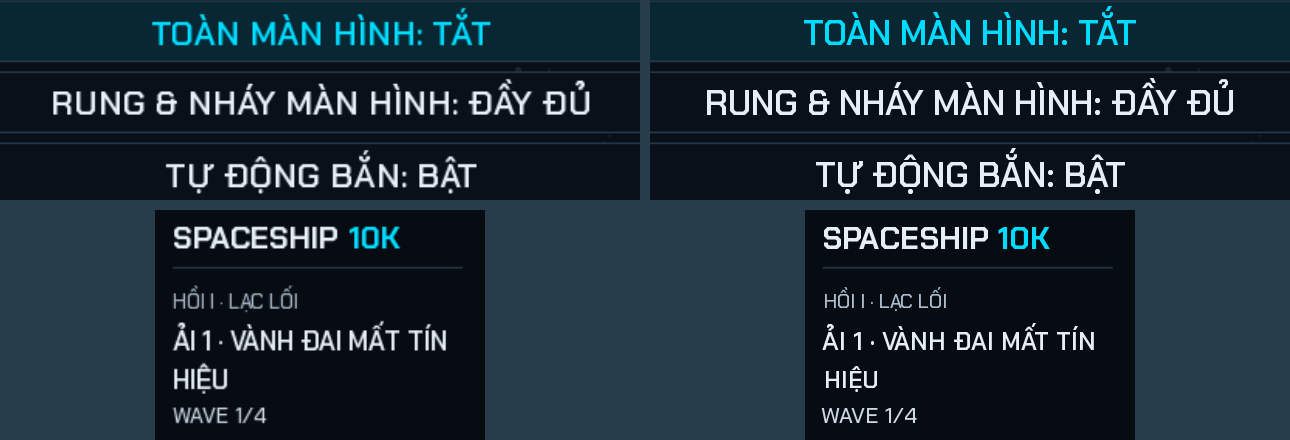 TOÀN MÀN HÌNH: TẮT
RUNG & NHÁY MÀN HÌNH: ĐẦY ĐỦ
TỰ ĐỘNG BẮN: BẬT
SPACESHIP 10K
HỒI I · LẠC LỐI
ẢI 1 · VÀNH ĐAI MẤT TÍN
HIỆU
WAVE 1/4
TOÀN MÀN HÌNH: TẮT
RUNG & NHÁY MÀN HÌNH: ĐẦY ĐỦ
TỰ ĐỘNG BẮN: BẬT
SPACESHIP 10K
HỒI I · LẠC LỐI
ẢI 1 · VÀNH ĐAI MẤT TÍN
HIỆU
WAVE 1/4